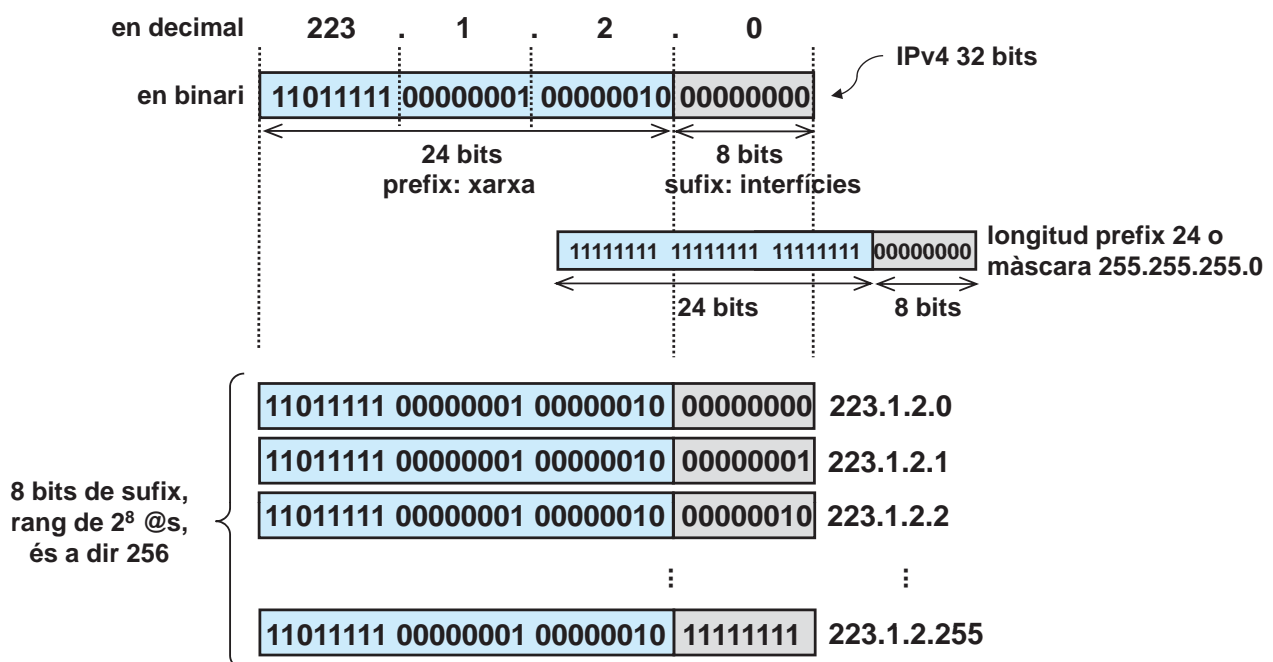 en decimal 223 . 1 . 2 . 0
IPv4 32 bits
en binari 11011111 00000001 00000010 00000000
24 bits 8 bits
prefix: xarxa sufix: interfícies
11111111 11111111 11111111 00000000
longitud prefix 24 o
màscara 255.255.255.0
24 bits 8 bits
11011111 00000001 00000010 00000000 223.1.2.0
11011111 00000001 00000010 00000001 223.1.2.1
8 bits de sufix,
rang de 2⁸ @s,
és a dir 256
11011111 00000001 00000010 00000010 223.1.2.2
... ...
11011111 00000001 00000010 11111111 223.1.2.255